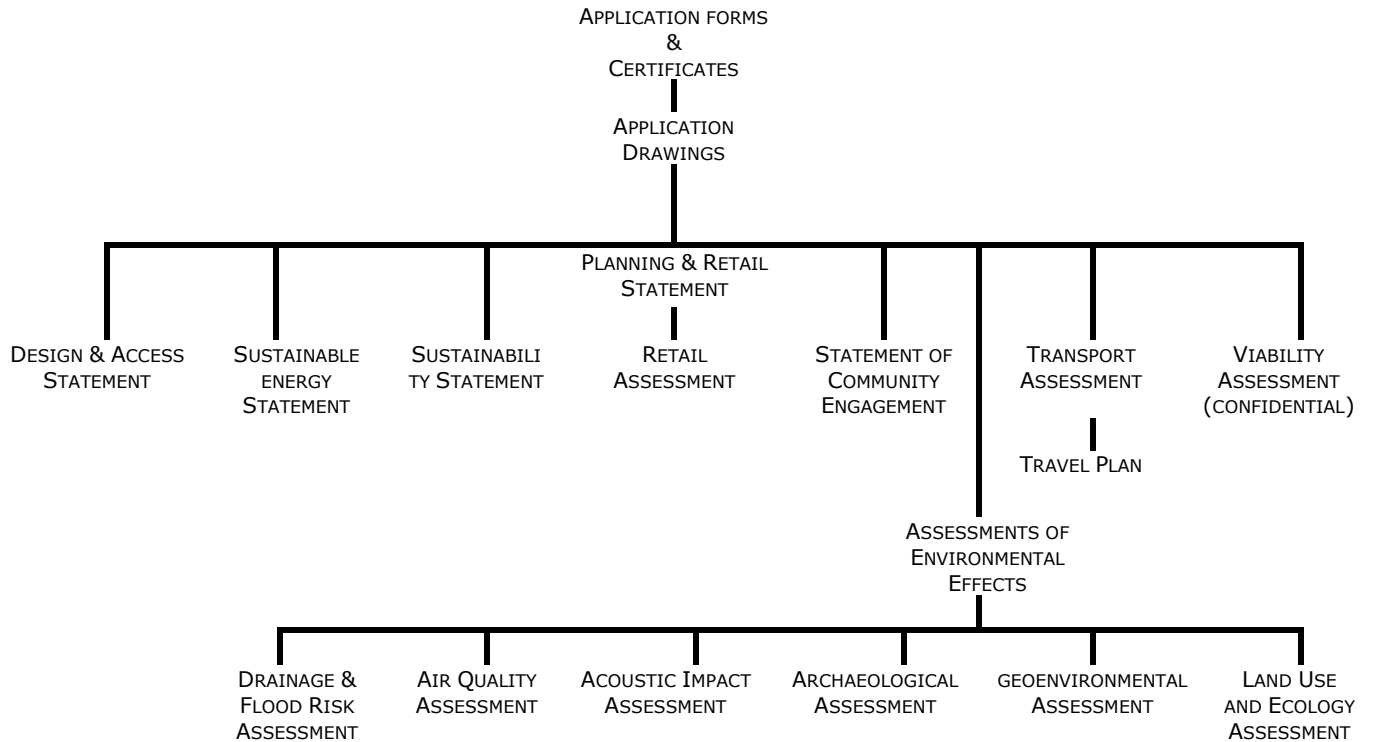 APPLICATION FORMS
&
CERTIFICATES
APPLICATION
DRAWINGS
PLANNING & RETAIL
STATEMENT
DESIGN & ACCESS
STATEMENT
SUSTAINABLE
ENERGY
STATEMENT
SUSTAINABILI
TY STATEMENT
RETAIL
ASSESSMENT
STATEMENT OF
COMMUNITY
ENGAGEMENT
TRANSPORT
ASSESSMENT
VIABILITY
ASSESSMENT
(CONFIDENTIAL)
TRAVEL PLAN
ASSESSMENTS OF
ENVIRONMENTAL
EFFECTS
DRAINAGE &
FLOOD RISK
ASSESSMENT
AIR QUALITY
ASSESSMENT
ACOUSTIC IMPACT
ASSESSMENT
ARCHAEOLOGICAL
ASSESSMENT
GEOENVIRONMENTAL
ASSESSMENT
LAND USE
AND ECOLOGY
ASSESSMENT